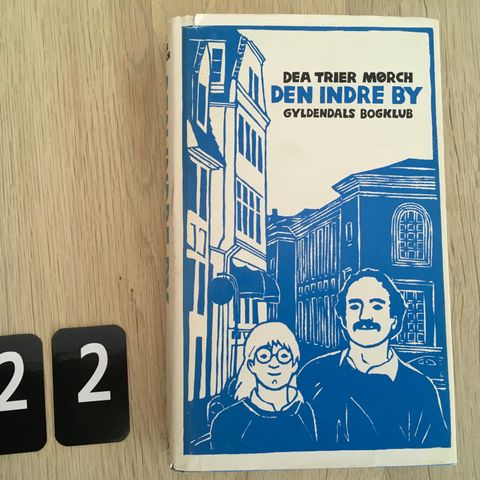 DEA TRIER MØRCH
DEN INDRE BY
GYLDENDALS BOGKLUB
2 2